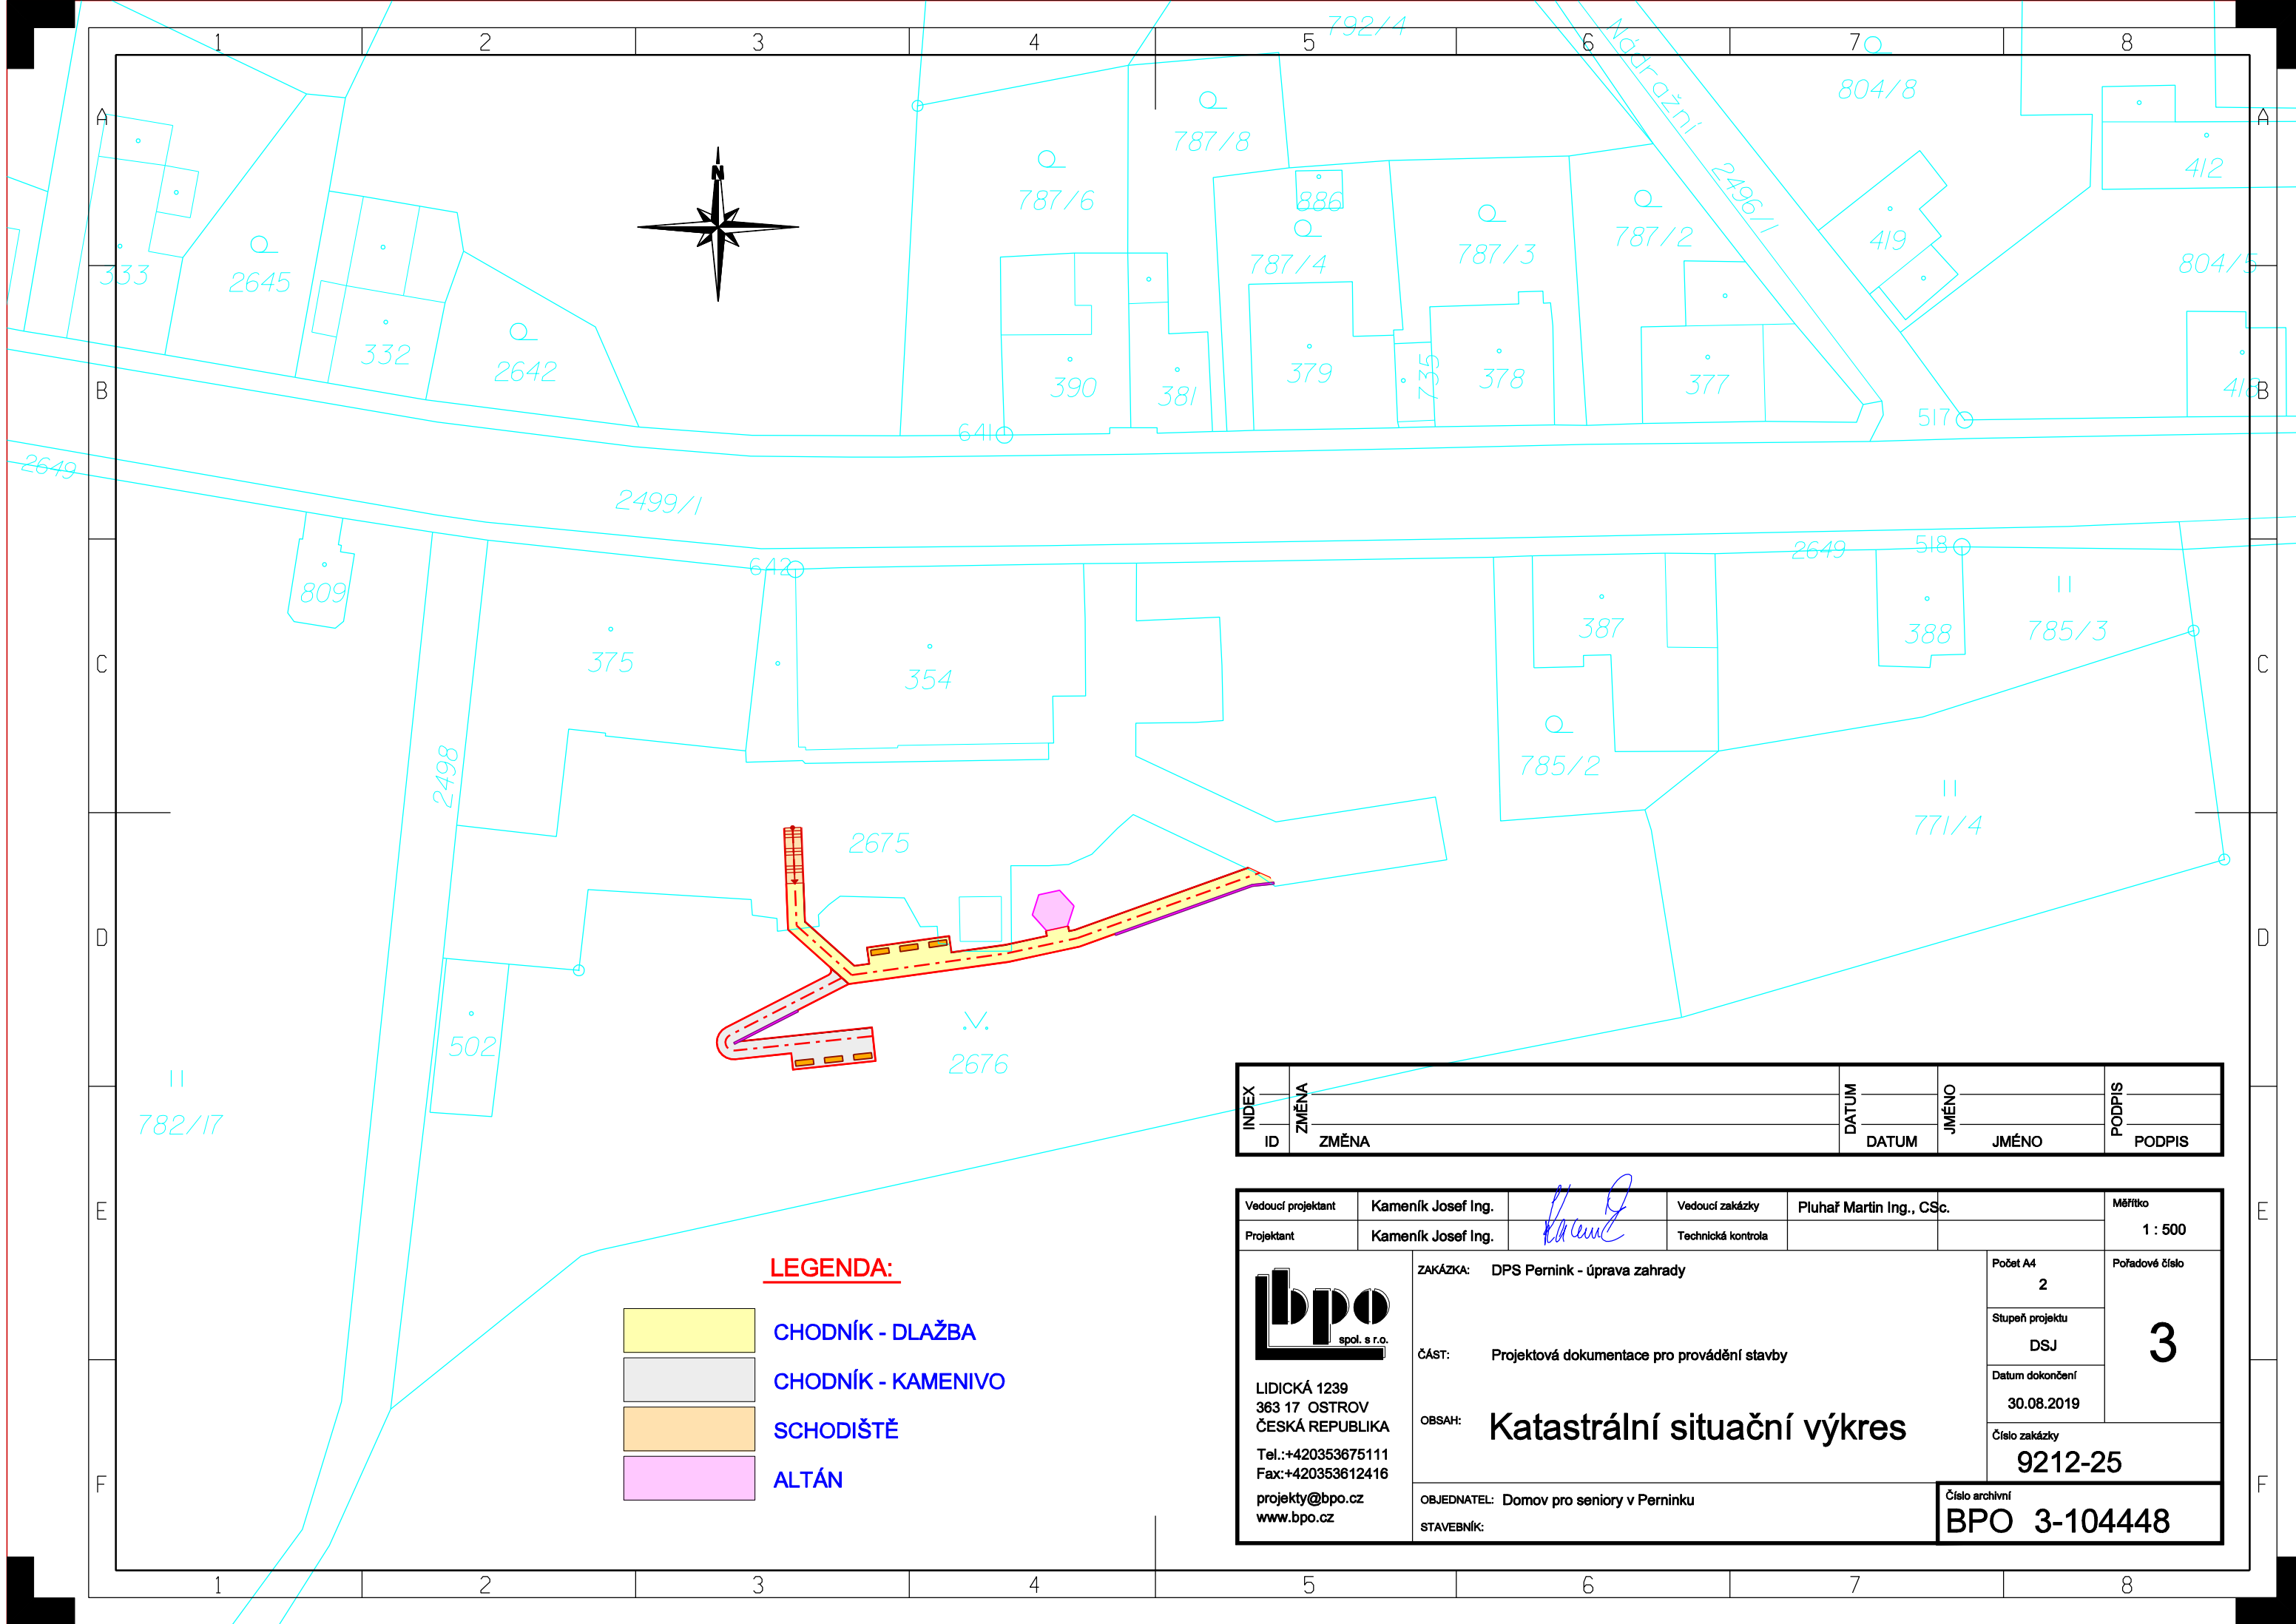 1 2 3 4 5 6 7 8
792/4
Nádražní
804/8
A A
787/8
412
787/6
886
2496/1
787/2
419
787/3
787/4
804/5
333
2645
N
332
2642
390
381
379
735
378
377
418
B B
641
517
2649
2499/1
642
2649
518
809
375
354
387
388
785/3
C C
2498
785/2
2675
771/4
D D
502
2676
782/17
INDEX ZMĚNA DATUM JMÉNO PODPIS
ID ZMĚNA DATUM JMÉNO PODPIS
E E
Vedoucí projektant Kameník Josef Ing. Vedoucí zakázky Pluhař Martin Ing., CSc. Měřítko
1 : 500
Projektant Kameník Josef Ing. Technická kontrola
LEGENDA:
CHODNÍK - DLAŽBA
CHODNÍK - KAMENIVO
SCHODIŠTĚ
ALTÁN
bpo
spol. s r.o.
LIDICKÁ 1239
363 17 OSTROV
ČESKÁ REPUBLIKA
Tel.:+420353675111
Fax:+420353612416
projekty@bpo.cz
www.bpo.cz
ZAKÁZKA: DPS Pernink - úprava zahrady
ČÁST: Projektová dokumentace pro provádění stavby
OBSAH: Katastrální situační výkres
OBJEDNATEL: Domov pro seniory v Perninku
STAVEBNÍK:
Počet A4
2
Stupeň projektu
DSJ
Datum dokončení
30.08.2019
Pořadové číslo
3
Číslo zakázky
9212-25
Číslo archivní
BPO 3-104448
F F
1 2 3 4 5 6 7 8